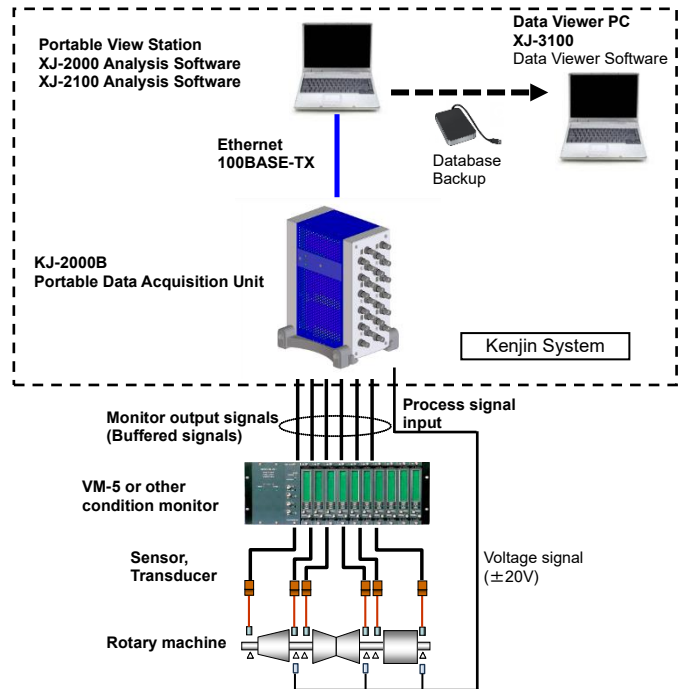 Portable View Station
XJ-2000 Analysis Software
XJ-2100 Analysis Software
Data Viewer PC
XJ-3100
Data Viewer Software
Ethernet
100BASE-TX
Database
Backup
KJ-2000B
Portable Data Acquisition Unit
Kenjin System
Monitor output signals
(Buffered signals)
Process signal
input
VM-5 or other
condition monitor
Sensor,
Transducer
Voltage signal
(±20V)
Rotary machine